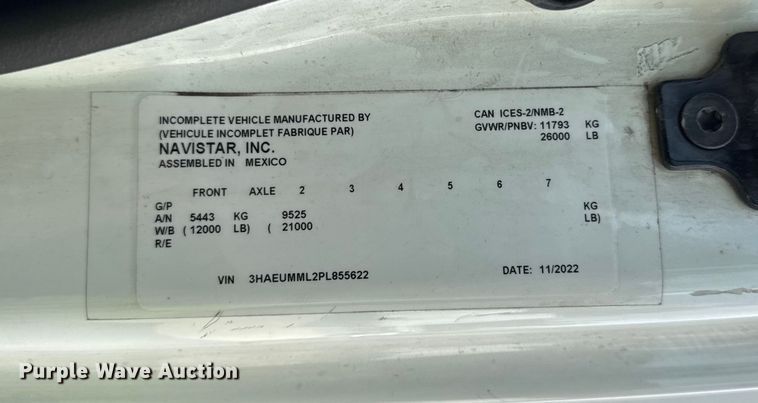 INCOMPLETE VEHICLE MANUFACTURED BY
(VEHICULE INCOMPLET FABRIQUE PAR)
NAVISTAR, INC.
ASSEMBLED IN MEXICO
CAN ICES-2/NMB-2
GVWR/PNBV: 11793 KG
26000 LB
FRONT AXLE 2 3 4 5 6 7
G/P KG
A/N 5443 KG 9525 LB)
W/B ( 12000 LB) ( 21000
R/E
VIN 3HAEUMML2PL855622 DATE: 11/2022
Purple Wave Auction